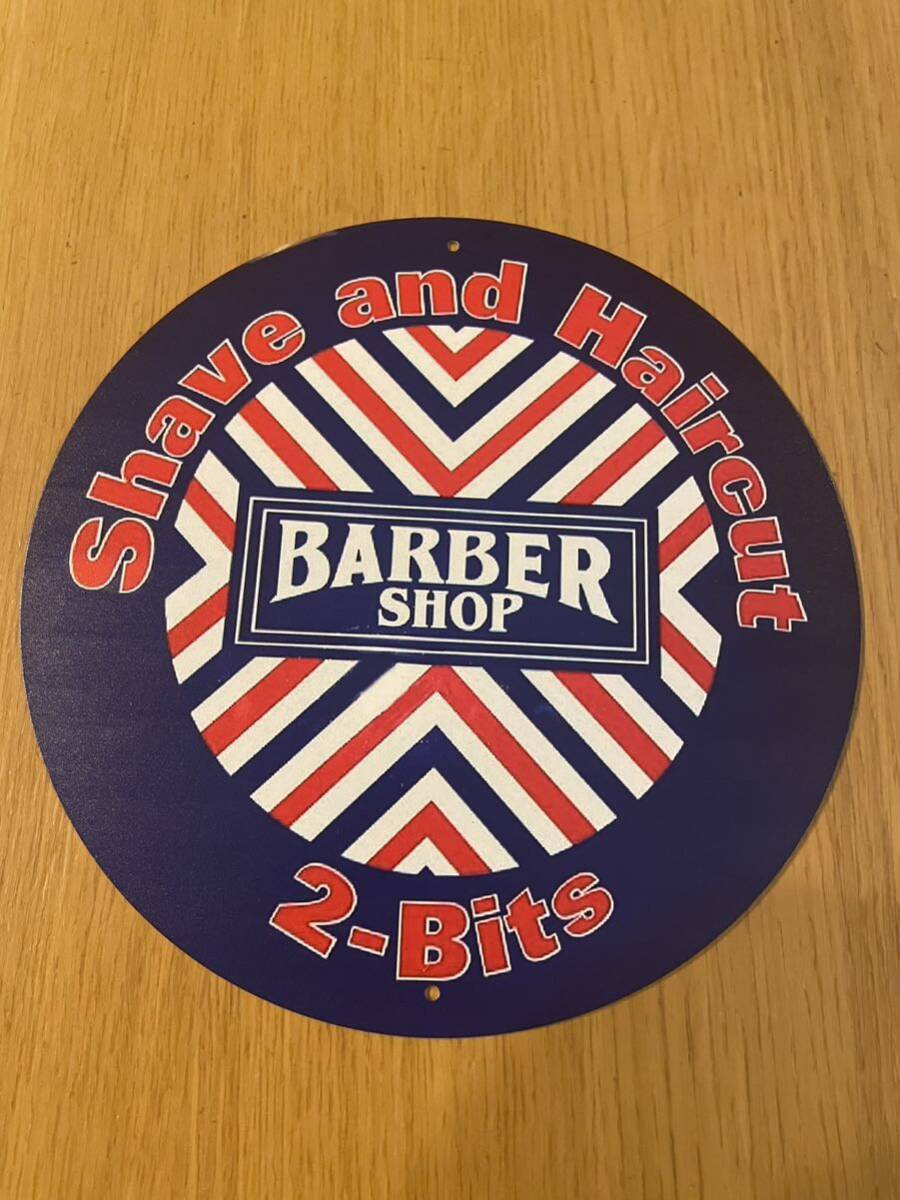 Shave and Haircut
BARBER
SHOP
2-Bits